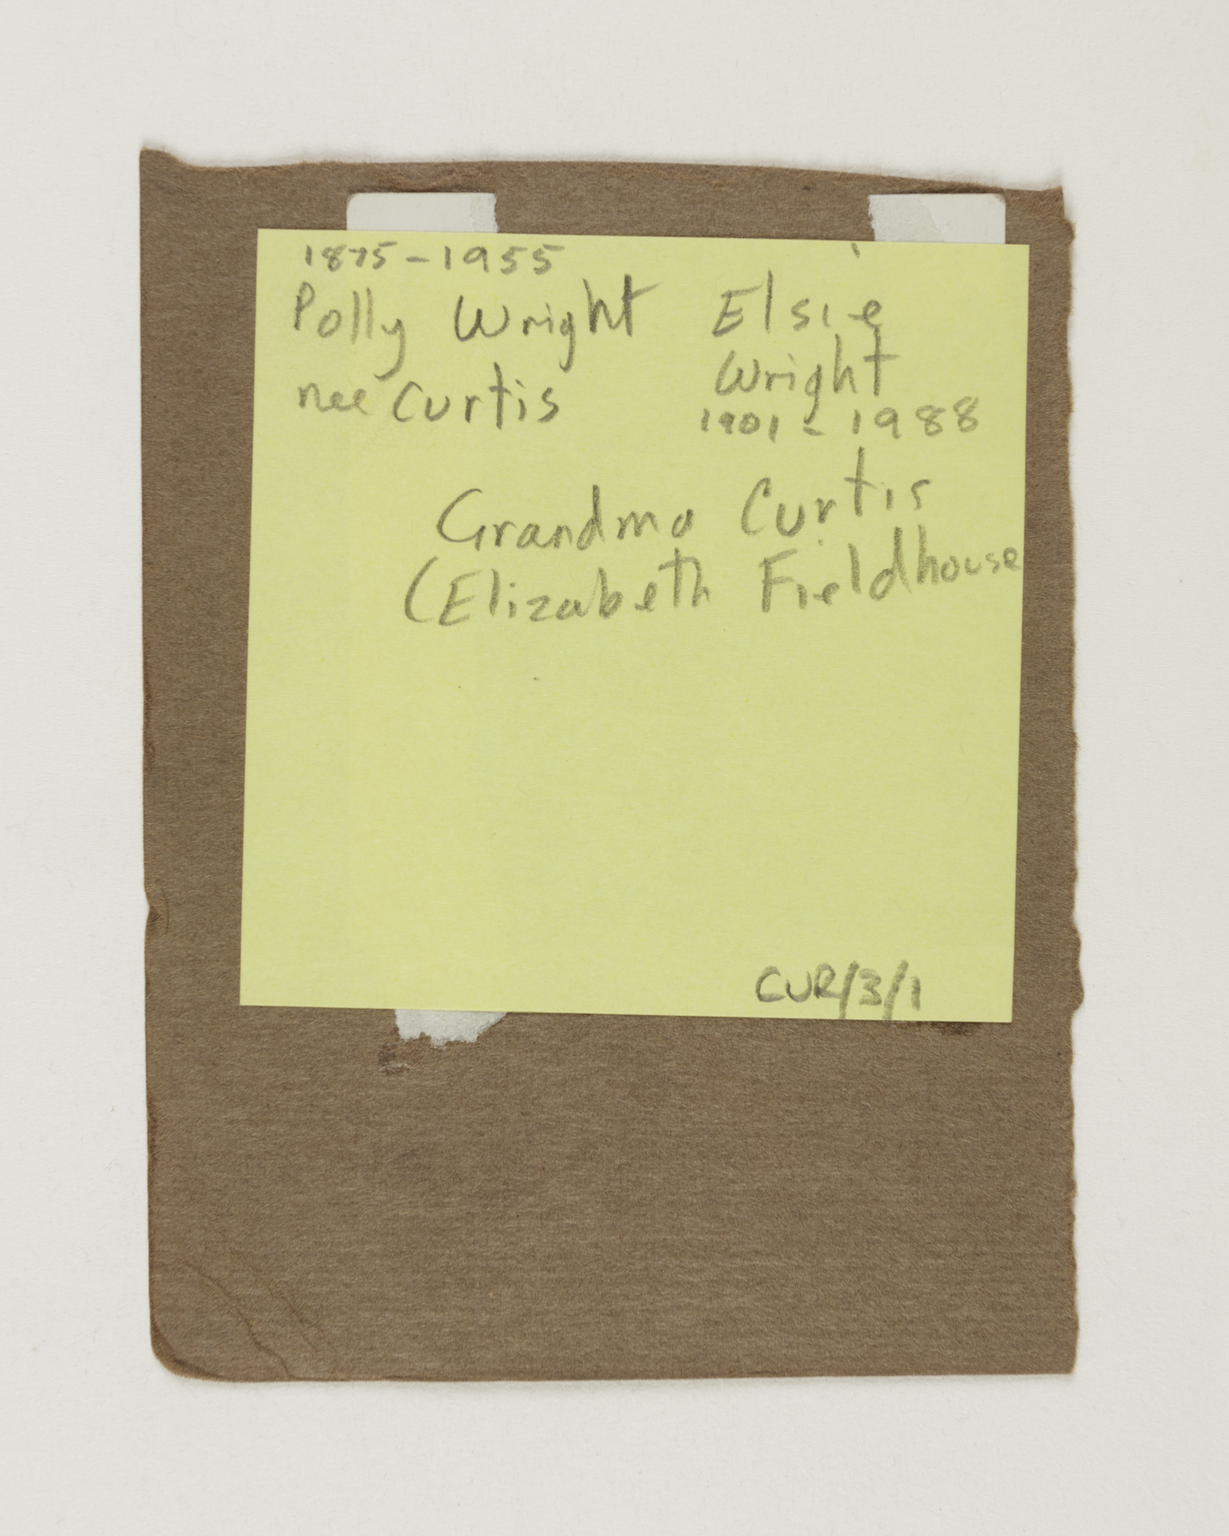 1875-1955
Polly Wright
nee Curtis
Elsie
Wright
1901-1988
Grandma Curtis
(Elizabeth Fieldhouse
CUR/3/1